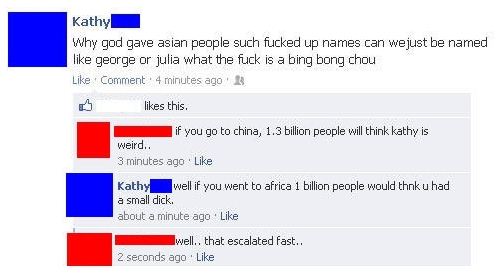 Kathy
Why god gave asian people such fucked up names can wejust be named
like george or julia what the fuck is a bing bong chou
Like · Comment · 4 minutes ago ·
likes this.
if you go to china, 1.3 billion people will think kathy is
weird..
3 minutes ago · Like
Kathy well if you went to africa 1 billion people would thnk u had
a small dick.
about a minute ago · Like
well.. that escalated fast..
2 seconds ago · Like